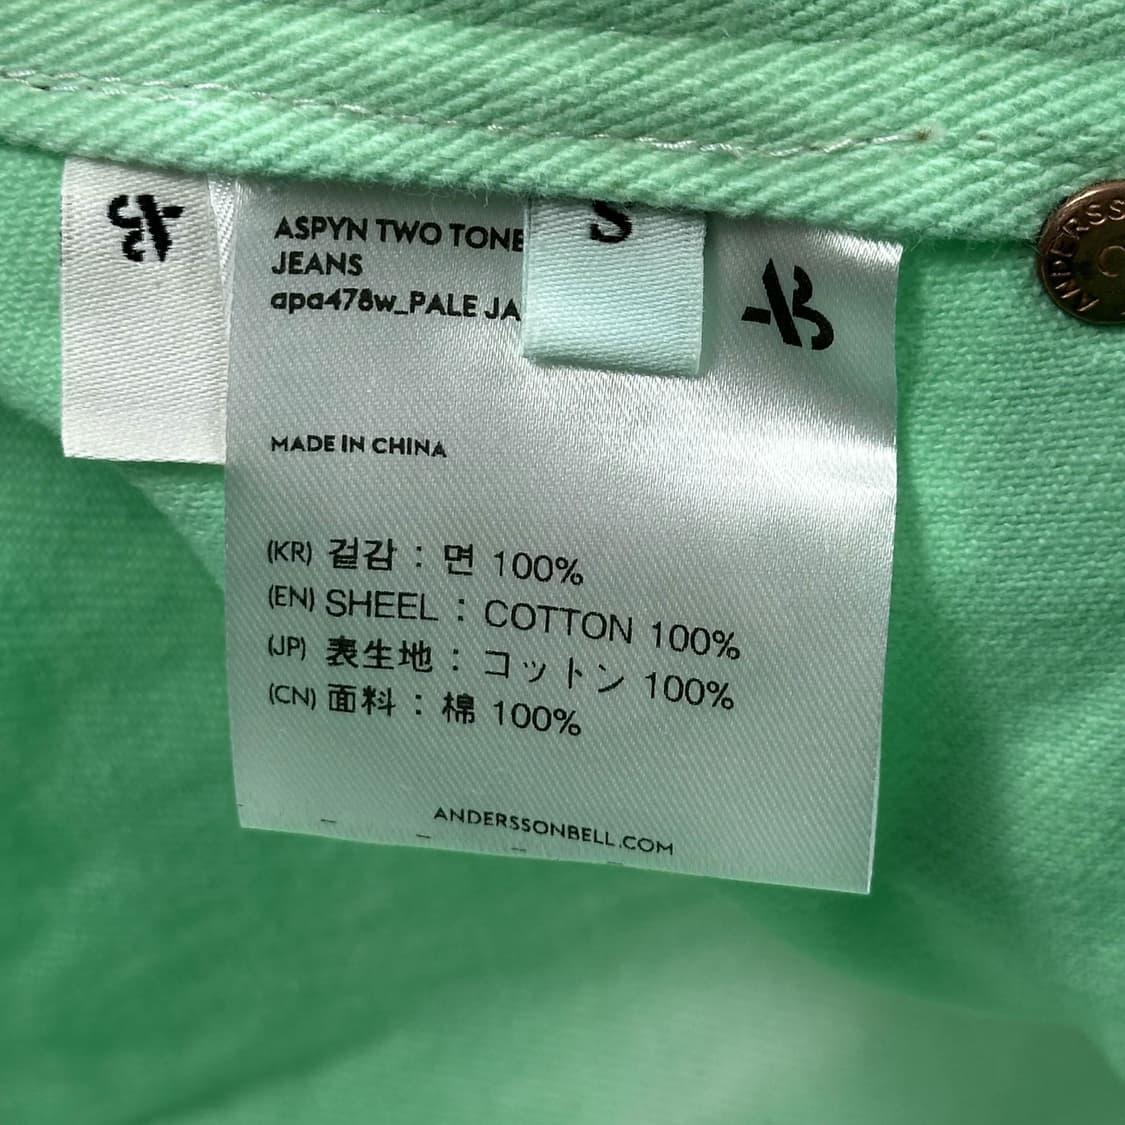 ASPYN TWO TONE
JEANS
apa478w_PALE JA
S
MADE IN CHINA
(KR) 겉감 : 면 100%
(EN) SHEEL : COTTON 100%
(JP) 表生地 : コットン 100%
(CN) 面料 : 棉 100%
ANDERSSONBELL.COM
ANDERSS